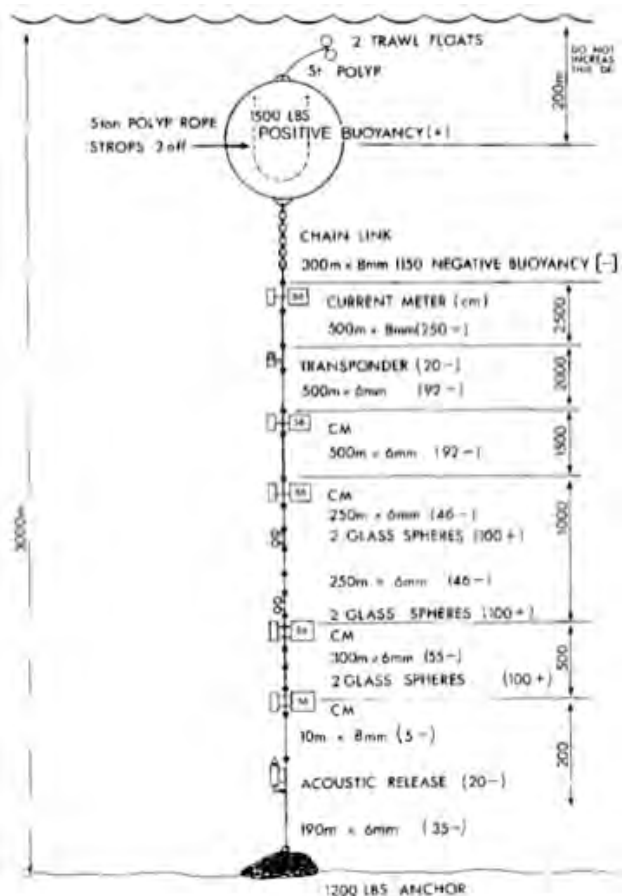 2 TRAWL FLOATS
5t POLYP
DO NOT
INCREAS
THIS DE
200m
5ton POLYP ROPE
STROPS 2 off
1500 LBS
POSITIVE BUOYANCY (+)
CHAIN LINK
300m x 8mm (150 NEGATIVE BUOYANCY [-]
CURRENT METER (cm)
500m x 8mm (250-)
2500
TRANSPONDER (20-)
500m x 6mm (92-)
2000
CM
500m x 6mm (92-)
1500
3000m
CM
250m x 6mm (46-)
2 GLASS SPHERES (100+)
1000
250m x 6mm (46-)
2 GLASS SPHERES (100+)
CM
300m x 6mm (55-)
2 GLASS SPHERES (100+)
500
CM
10m x 8mm (5-)
200
ACOUSTIC RELEASE (20-)
190m x 6mm (35-)
1200 LBS ANCHOR